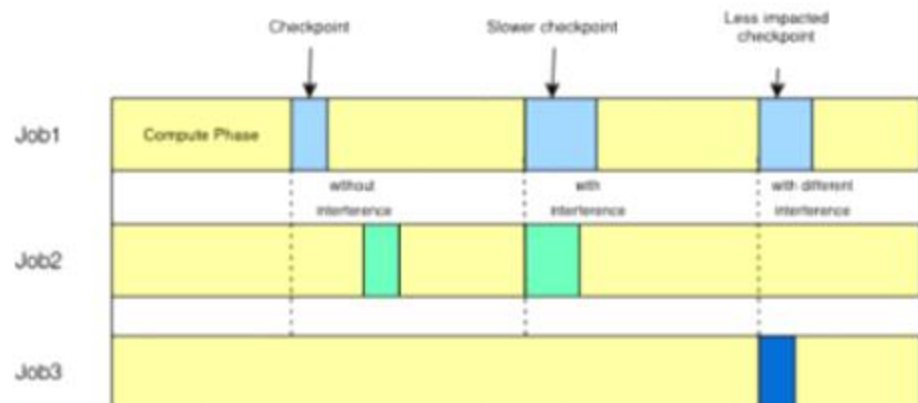 Checkpoint
Slower checkpoint
Less impacted
checkpoint
Job1
Compute Phase
without
interference
with
interference
with different
interference
Job2
Job3